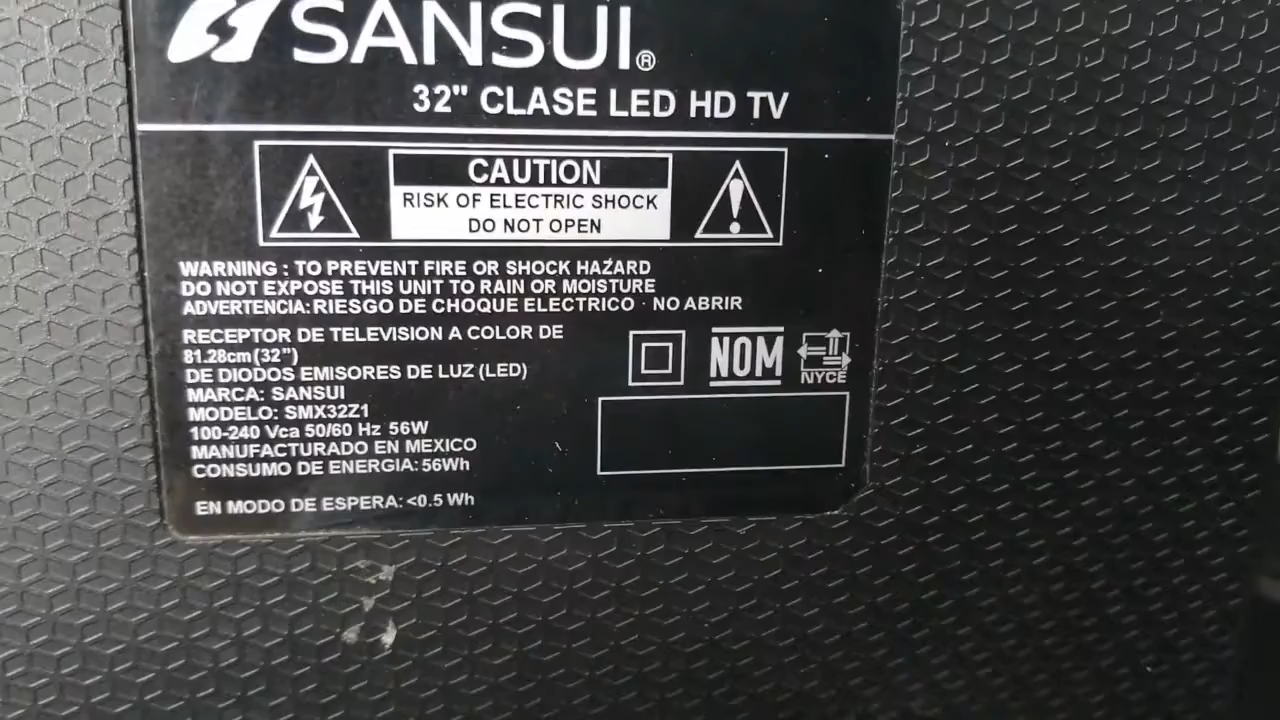 SANSUI®
32" CLASE LED HD TV
CAUTION
RISK OF ELECTRIC SHOCK
DO NOT OPEN
WARNING : TO PREVENT FIRE OR SHOCK HAZARD
DO NOT EXPOSE THIS UNIT TO RAIN OR MOISTURE
ADVERTENCIA: RIESGO DE CHOQUE ELECTRICO · NO ABRIR
RECEPTOR DE TELEVISION A COLOR DE
81.28cm (32")
DE DIODOS EMISORES DE LUZ (LED)
MARCA: SANSUI
MODELO: SMX32Z1
100-240 Vca 50/60 Hz 56W
MANUFACTURADO EN MEXICO
CONSUMO DE ENERGIA: 56Wh
EN MODO DE ESPERA: <0.5 Wh
NOM
NYCE